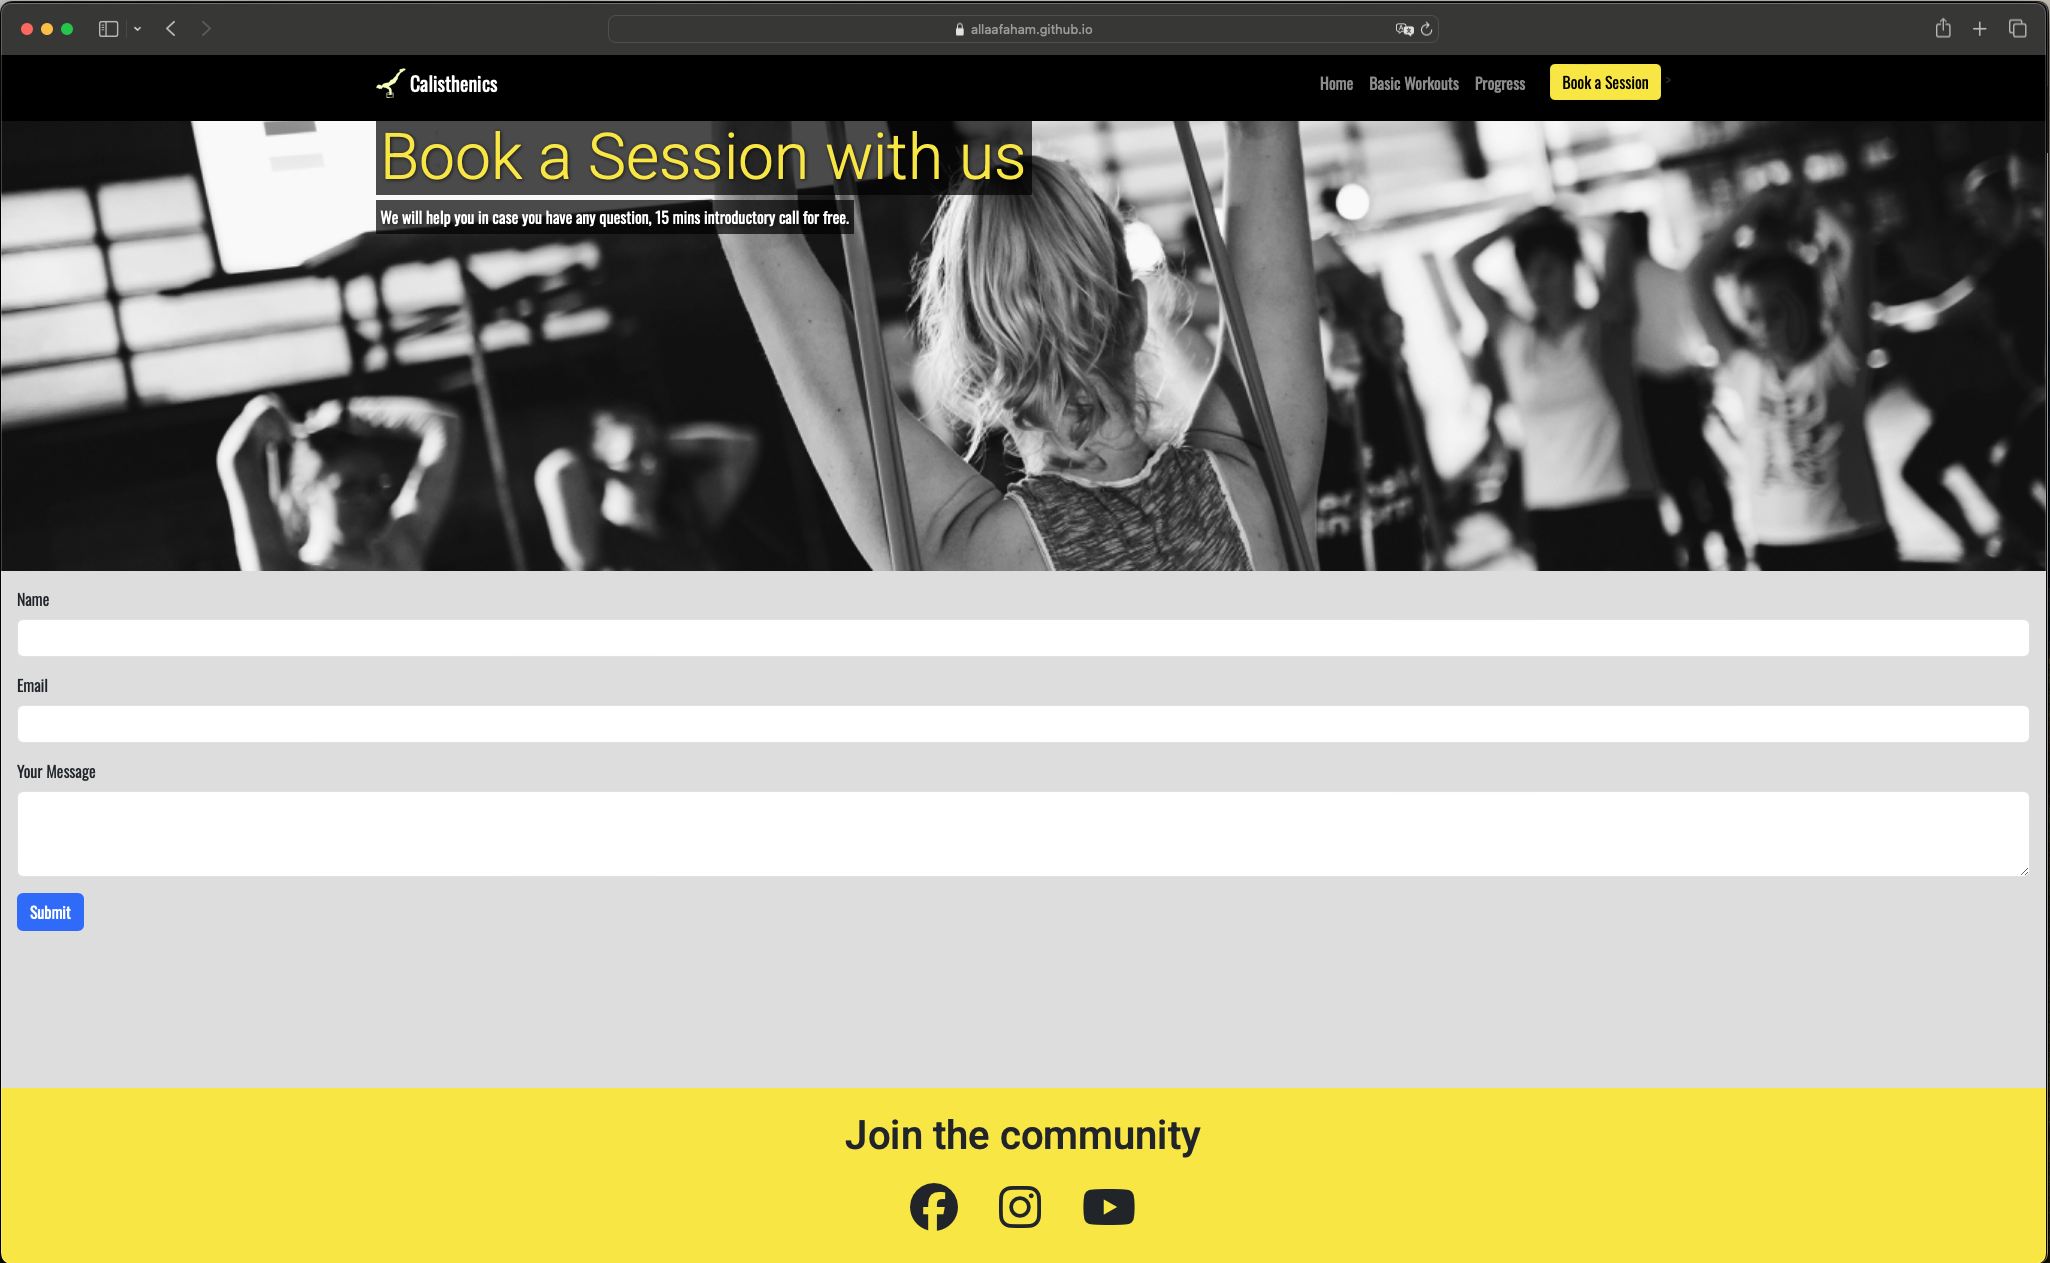 allaafaham.github.io
Calisthenics
Home Basic Workouts Progress Book a Session >
Book a Session with us
We will help you in case you have any question, 15 mins introductory call for free.
Name
Email
Your Message
Submit
Join the community